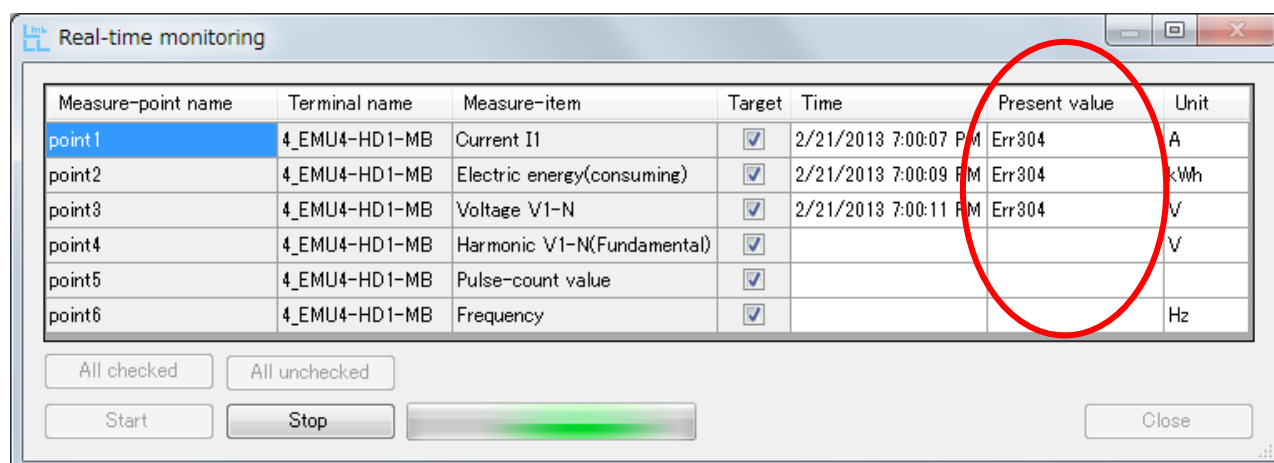 Real-time monitoring
Measure-point name Terminal name Measure-item Target Time Present value Unit
point1 4_EMU4-HD1-MB Current I1 2/21/2013 7:00:07 PM Err304 A
point2 4_EMU4-HD1-MB Electric energy(consuming) 2/21/2013 7:00:09 PM Err304 kWh
point3 4_EMU4-HD1-MB Voltage V1-N 2/21/2013 7:00:11 PM Err304 V
point4 4_EMU4-HD1-MB Harmonic V1-N(Fundamental) V
point5 4_EMU4-HD1-MB Pulse-count value
point6 4_EMU4-HD1-MB Frequency Hz
All checked All unchecked
Start Stop Close